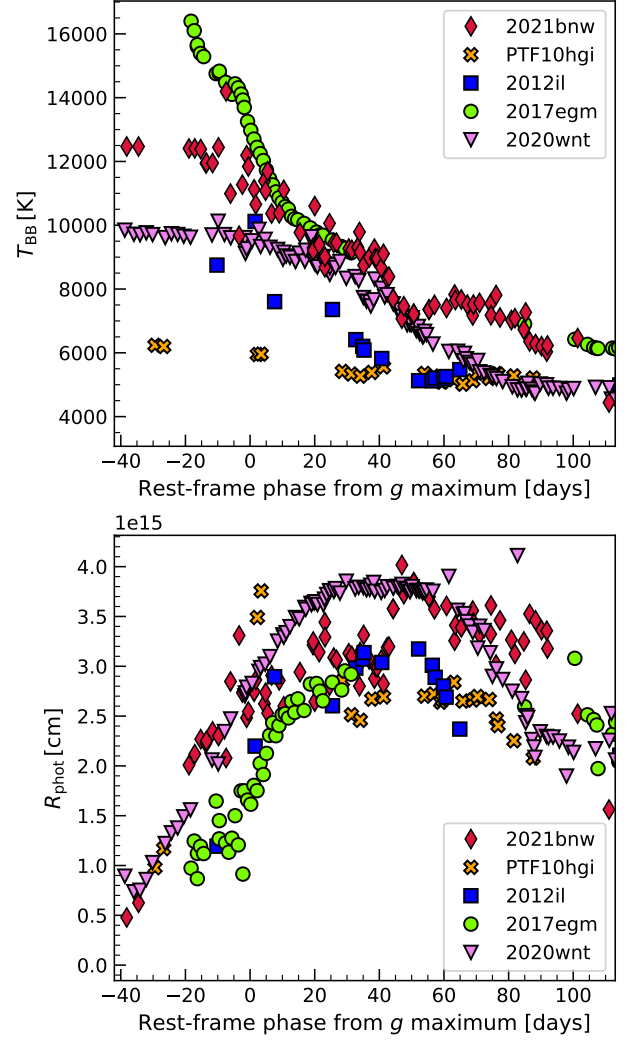 16000
14000
12000
10000
8000
6000
4000
T_BB [K]
2021bnw
PTF10hgi
2012il
2017egm
2020wnt
−40 −20 0 20 40 60 80 100
Rest-frame phase from g maximum [days]
1e15
4.0
3.5
3.0
2.5
2.0
1.5
1.0
0.5
0.0
R_phot [cm]
2021bnw
PTF10hgi
2012il
2017egm
2020wnt
−40 −20 0 20 40 60 80 100
Rest-frame phase from g maximum [days]